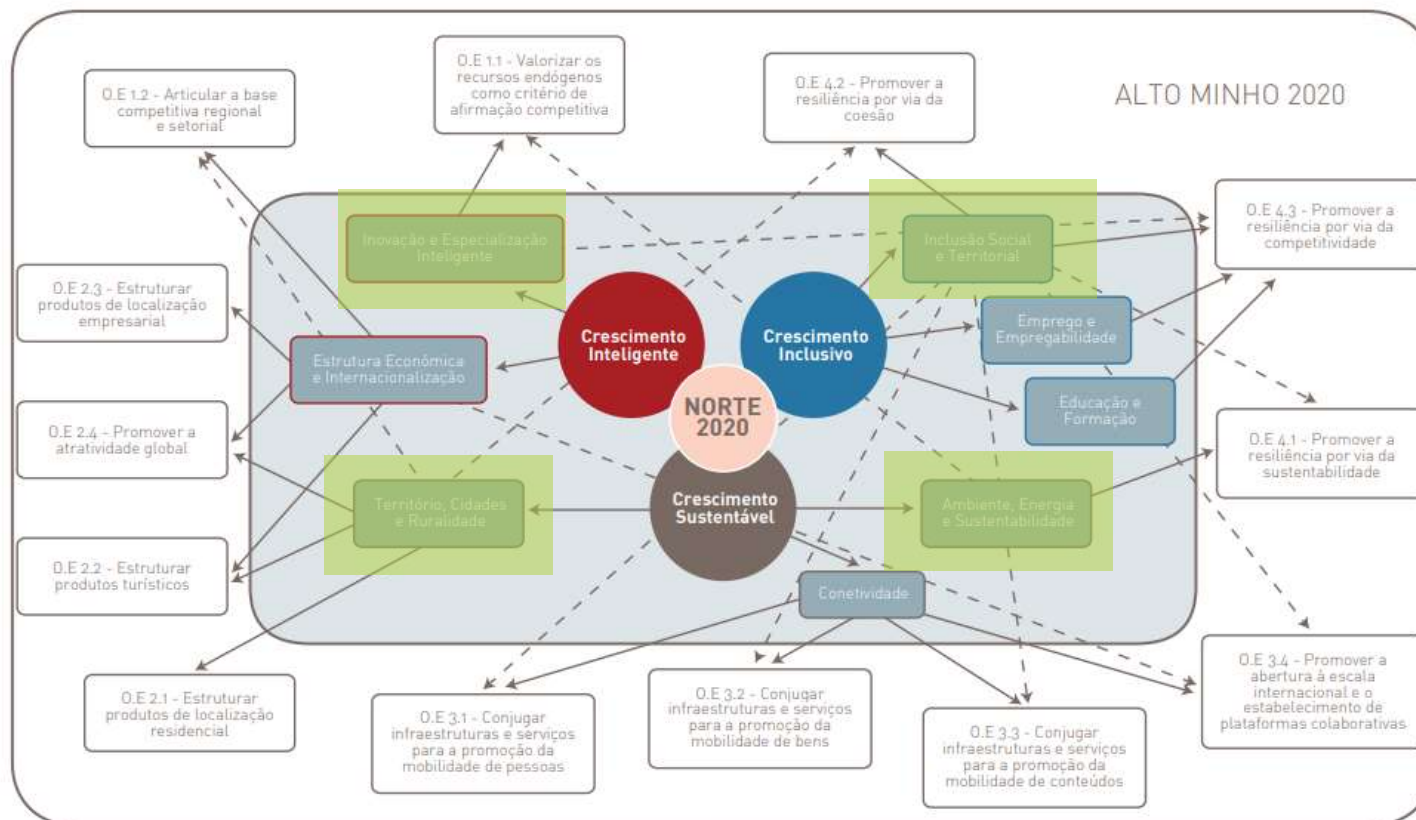 ALTO MINHO 2020
O.E 1.2 - Articular a base
competitiva regional
e setorial
O.E 1.1 - Valorizar os
recursos endógenos
como critério de
afirmação competitiva
O.E 4.2 - Promover a
resiliência por via da
coesão
O.E 4.3 - Promover a
resiliência por via da
competitividade
Inovação e Especialização
Inteligente
Inclusão Social
e Territorial
O.E 2.3 - Estruturar
produtos de localização
empresarial
Estrutura Económica
e Internacionalização
Crescimento
Inteligente
Crescimento
Inclusivo
Emprego e
Empregabilidade
Educação e
Formação
NORTE
2020
O.E 2.4 - Promover a
atratividade global
O.E 4.1 - Promover a
resiliência por via da
sustentabilidade
Território, Cidades
e Ruralidade
Crescimento
Sustentável
Ambiente, Energia
e Sustentabilidade
O.E 2.2 - Estruturar
produtos turísticos
Conetividade
O.E 2.1 - Estruturar
produtos de localização
residencial
O.E 3.1 - Conjugar
infraestruturas e serviços
para a promoção da
mobilidade de pessoas
O.E 3.2 - Conjugar
infraestruturas e serviços
para a promoção da
mobilidade de bens
O.E 3.3 - Conjugar
infraestruturas e serviços
para a promoção da
mobilidade de conteúdos
O.E 3.4 - Promover a
abertura à escala
internacional e o
estabelecimento de
plataformas colaborativas